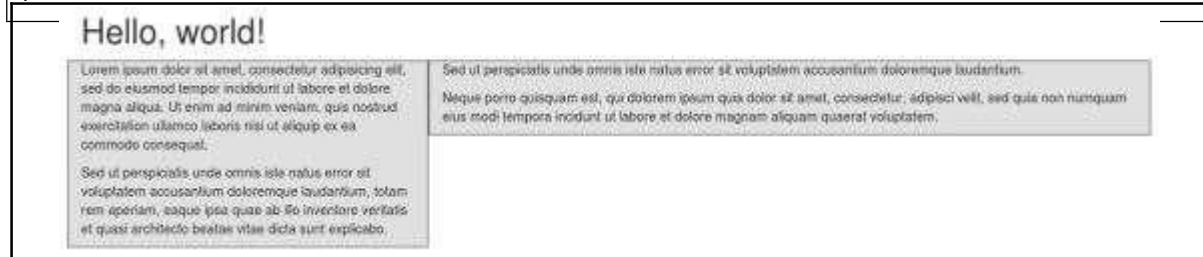 Hello, world!
Lorem ipsum dolor sit amet, consectetur adipisicing elit,
sed do eiusmod tempor incididunt ut labore et dolore
magna aliqua. Ut enim ad minim veniam, quis nostrud
exercitation ullamco laboris nisi ut aliquip ex ea
commodo consequat.
Sed ut perspiciatis unde omnis iste natus error sit
voluptatem accusantium doloremque laudantium, totam
rem aperiam, eaque ipsa quae ab illo inventore veritatis
et quasi architecto beatae vitae dicta sunt explicabo.
Sed ut perspiciatis unde omnis iste natus error sit voluptatem accusantium doloremque laudantium.
Neque porro quisquam est, qui dolorem ipsum quia dolor sit amet, consectetur, adipisci velit, sed quia non numquam
eius modi tempora incidunt ut labore et dolore magnam aliquam quaerat voluptatem.